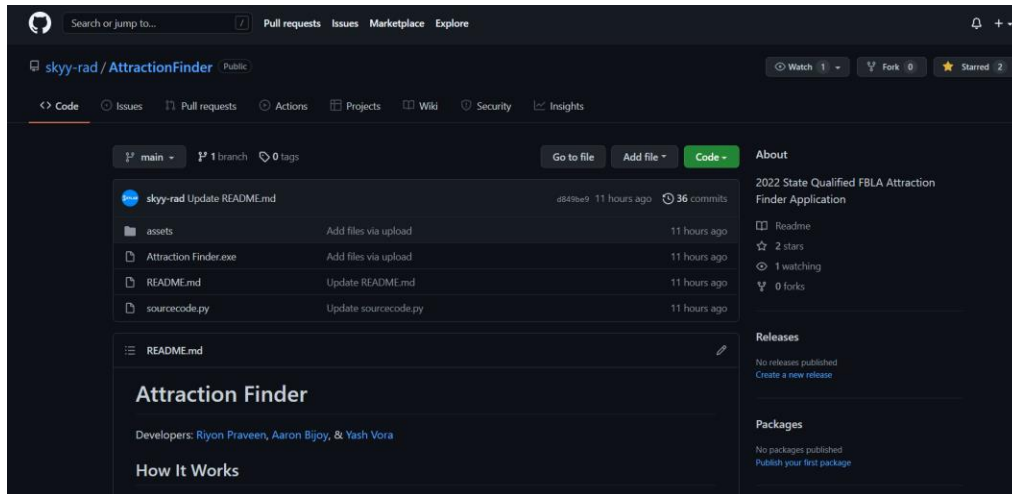 Search or jump to... / Pull requests Issues Marketplace Explore
skyy-rad / AttractionFinder Public Watch 1 Fork 0 Starred 2
<> Code Issues Pull requests Actions Projects Wiki Security Insights
main 1 branch 0 tags Go to file Add file Code
skyy-rad Update README.md d849be9 11 hours ago 36 commits
assets Add files via upload 11 hours ago
Attraction Finder.exe Add files via upload 11 hours ago
README.md Update README.md 11 hours ago
sourcecode.py Update sourcecode.py 11 hours ago
README.md
Attraction Finder
Developers: Riyon Praveen, Aaron Bijoy, & Yash Vora
How It Works
About
2022 State Qualified FBLA Attraction
Finder Application
Readme
2 stars
1 watching
0 forks
Releases
No releases published
Create a new release
Packages
No packages published
Publish your first package